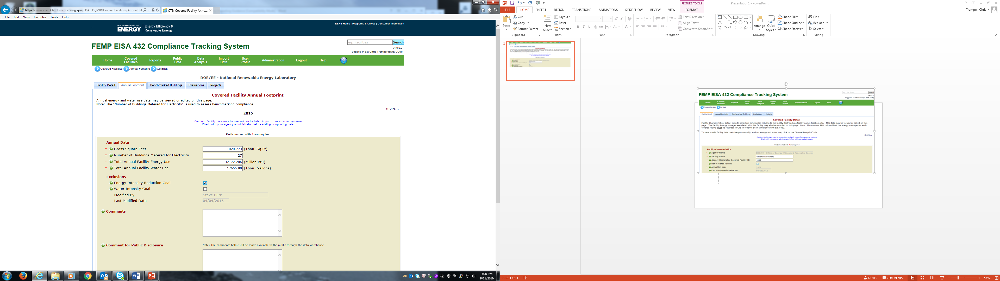 https://www.eisa-432-cts.eere.energy.gov/EISACTS_MIR/CoveredFacilities/AnnualDat
CTS: Covered Facility Annu...
File Edit View Favorites Tools Help
U.S. DEPARTMENT OF
ENERGY
Energy Efficiency &
Renewable Energy
EERE Home | Programs & Offices | Consumer Information
eg: Facilities Search
FEMP EISA 432 Compliance Tracking System
v4.0.0.0
Logged in as: Chris Tremper (DOE-COM)
Home Covered Facilities Reports Public Data Data Analysis Import Data User Profile Administration Logout Help
Covered Facilities Annual Footprint Go Back
DOE/EE - National Renewable Energy Laboratory
Facility Detail Annual Footprint Benchmarked Buildings Evaluations Projects
Covered Facility Annual Footprint
Annual energy and water use data may be viewed or edited on this page.
Note: The "Number of Buildings Metered for Electricity" is used to assess benchmarking compliance.
more...
2015
Caution: Facility data may be overwritten by batch import from external systems.
Check with your agency administrator before adding or updating data.
Fields marked with * are required
Annual Data
* Gross Square Feet 1020.773 (Thou. Sq Ft)
* Number of Buildings Metered for Electricity 27
* Total Annual Facility Energy Use 132172.206 (Million Btu)
* Total Annual Facility Water Use 17655.98 (Thou. Gallons)
Exclusions
Energy Intensity Reduction Goal
Water Intensity Goal
Modified By Steve Burr
Last Modified Date 04/04/2016
Comments
Comment for Public Disclosure Note: The comments below will be made available to the public through the data warehouse
3:26 PM
9/13/2016
PICTURE TOOLS
Presentation1 - PowerPoint
FILE HOME INSERT DESIGN TRANSITIONS ANIMATIONS SLIDE SHOW REVIEW VIEW FORMAT
Tremper, Chris
Paste
Cut
Copy
Format Painter
Clipboard
New Slide
Layout
Reset
Section
Slides
B I U S abc AV Aa A
Font
Text Direction
Align Text
Convert to SmartArt
Paragraph
Arrange
Quick Styles
Shape Fill
Shape Outline
Shape Effects
Drawing
Find
Replace
Select
Editing
1
FEMP EISA 432 Compliance Tracking System
eg: Facilities Search
v4.0.0.0
Logged in as: Chris Tremper (DOE-COM)
Home Covered Facilities Reports Public Data Data Analysis Import Data User Profile Administration Logout Help
Covered Facilities Go Back
Facility Detail Annual Footprint Benchmarked Buildings Evaluations Projects
Covered Facility Detail
Facility Characteristics, below, include persistent information relating to the facility itself such as facility name, location, etc. This data may be viewed or edited on this
page. The Facility Energy Manager associated with this facility may also be recorded on this page. Note: The name or FEM Unique ID of the energy manager for each
covered facility must be recorded in CTS in order to be in compliance with EISA 432.
To view or edit facility data that changes annually, such as energy and water use, click on the "Annual Footprint" tab.
more...
Caution: Facility data may be overwritten by batch import from external systems.
Check with your agency administrator before adding or updating data.
Fields marked with * are required
Facility Characteristics
* Agency Name DOE/EE - Office of Energy Efficiency & Renewable Energy
* Facility Name National Laboratory
* Agency Designated Covered Facility ID 9999
Non-Covered Facility
* Activation Year 2008
Last Completed Evaluation 04/15/2016
SLIDE 1 OF 1
NOTES COMMENTS 57%